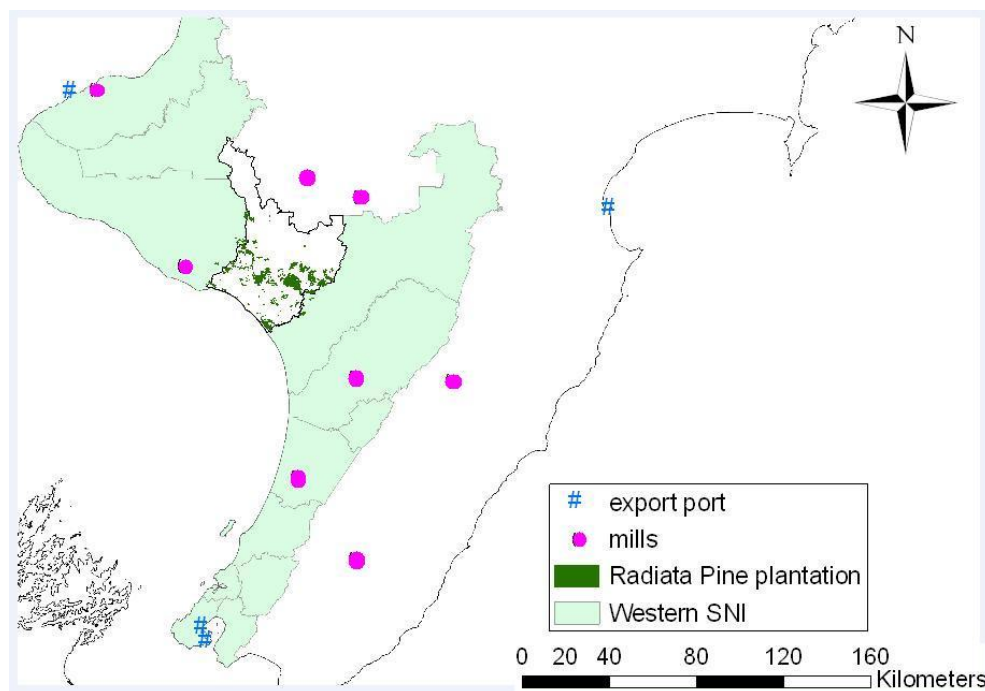 N
# export port
mills
Radiata Pine plantation
Western SNI
0 20 40 80 120 160
Kilometers